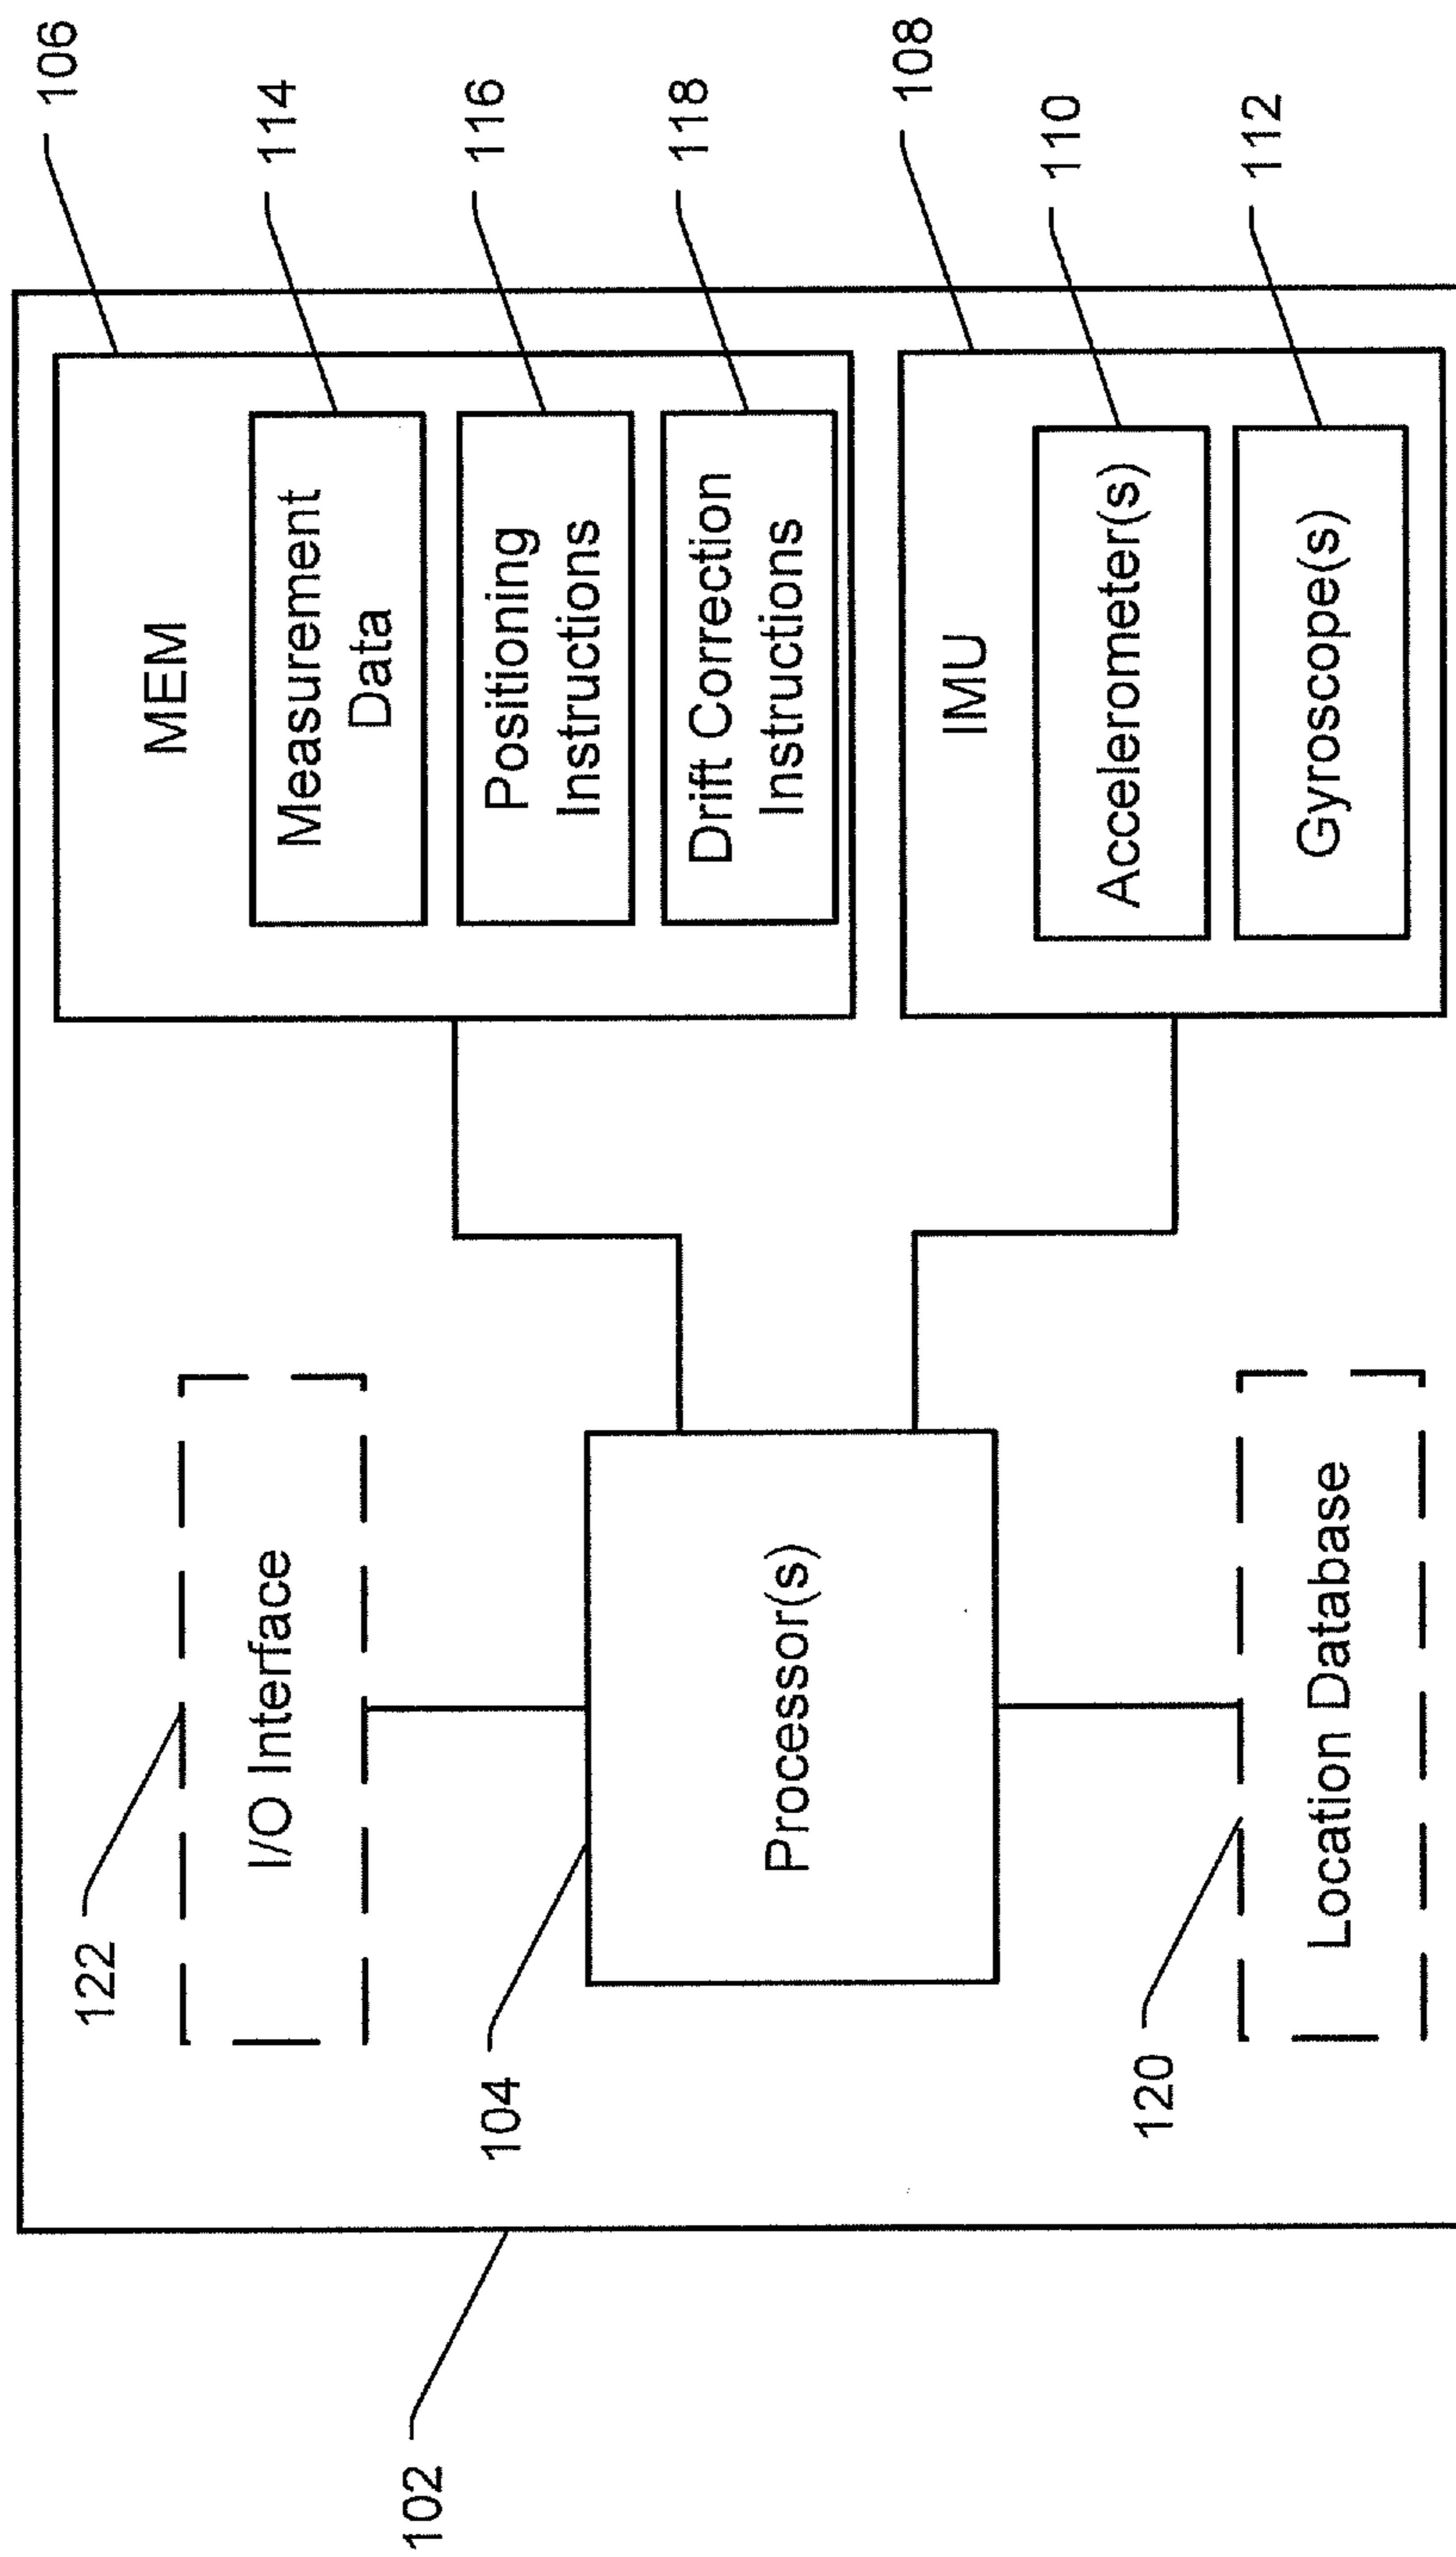 102
122
I/O Interface
104
Processor(s)
120
Location Database
106
MEM
114
Measurement
Data
116
Positioning
Instructions
118
Drift Correction
Instructions
108
IMU
110
Accelerometer(s)
112
Gyroscope(s)